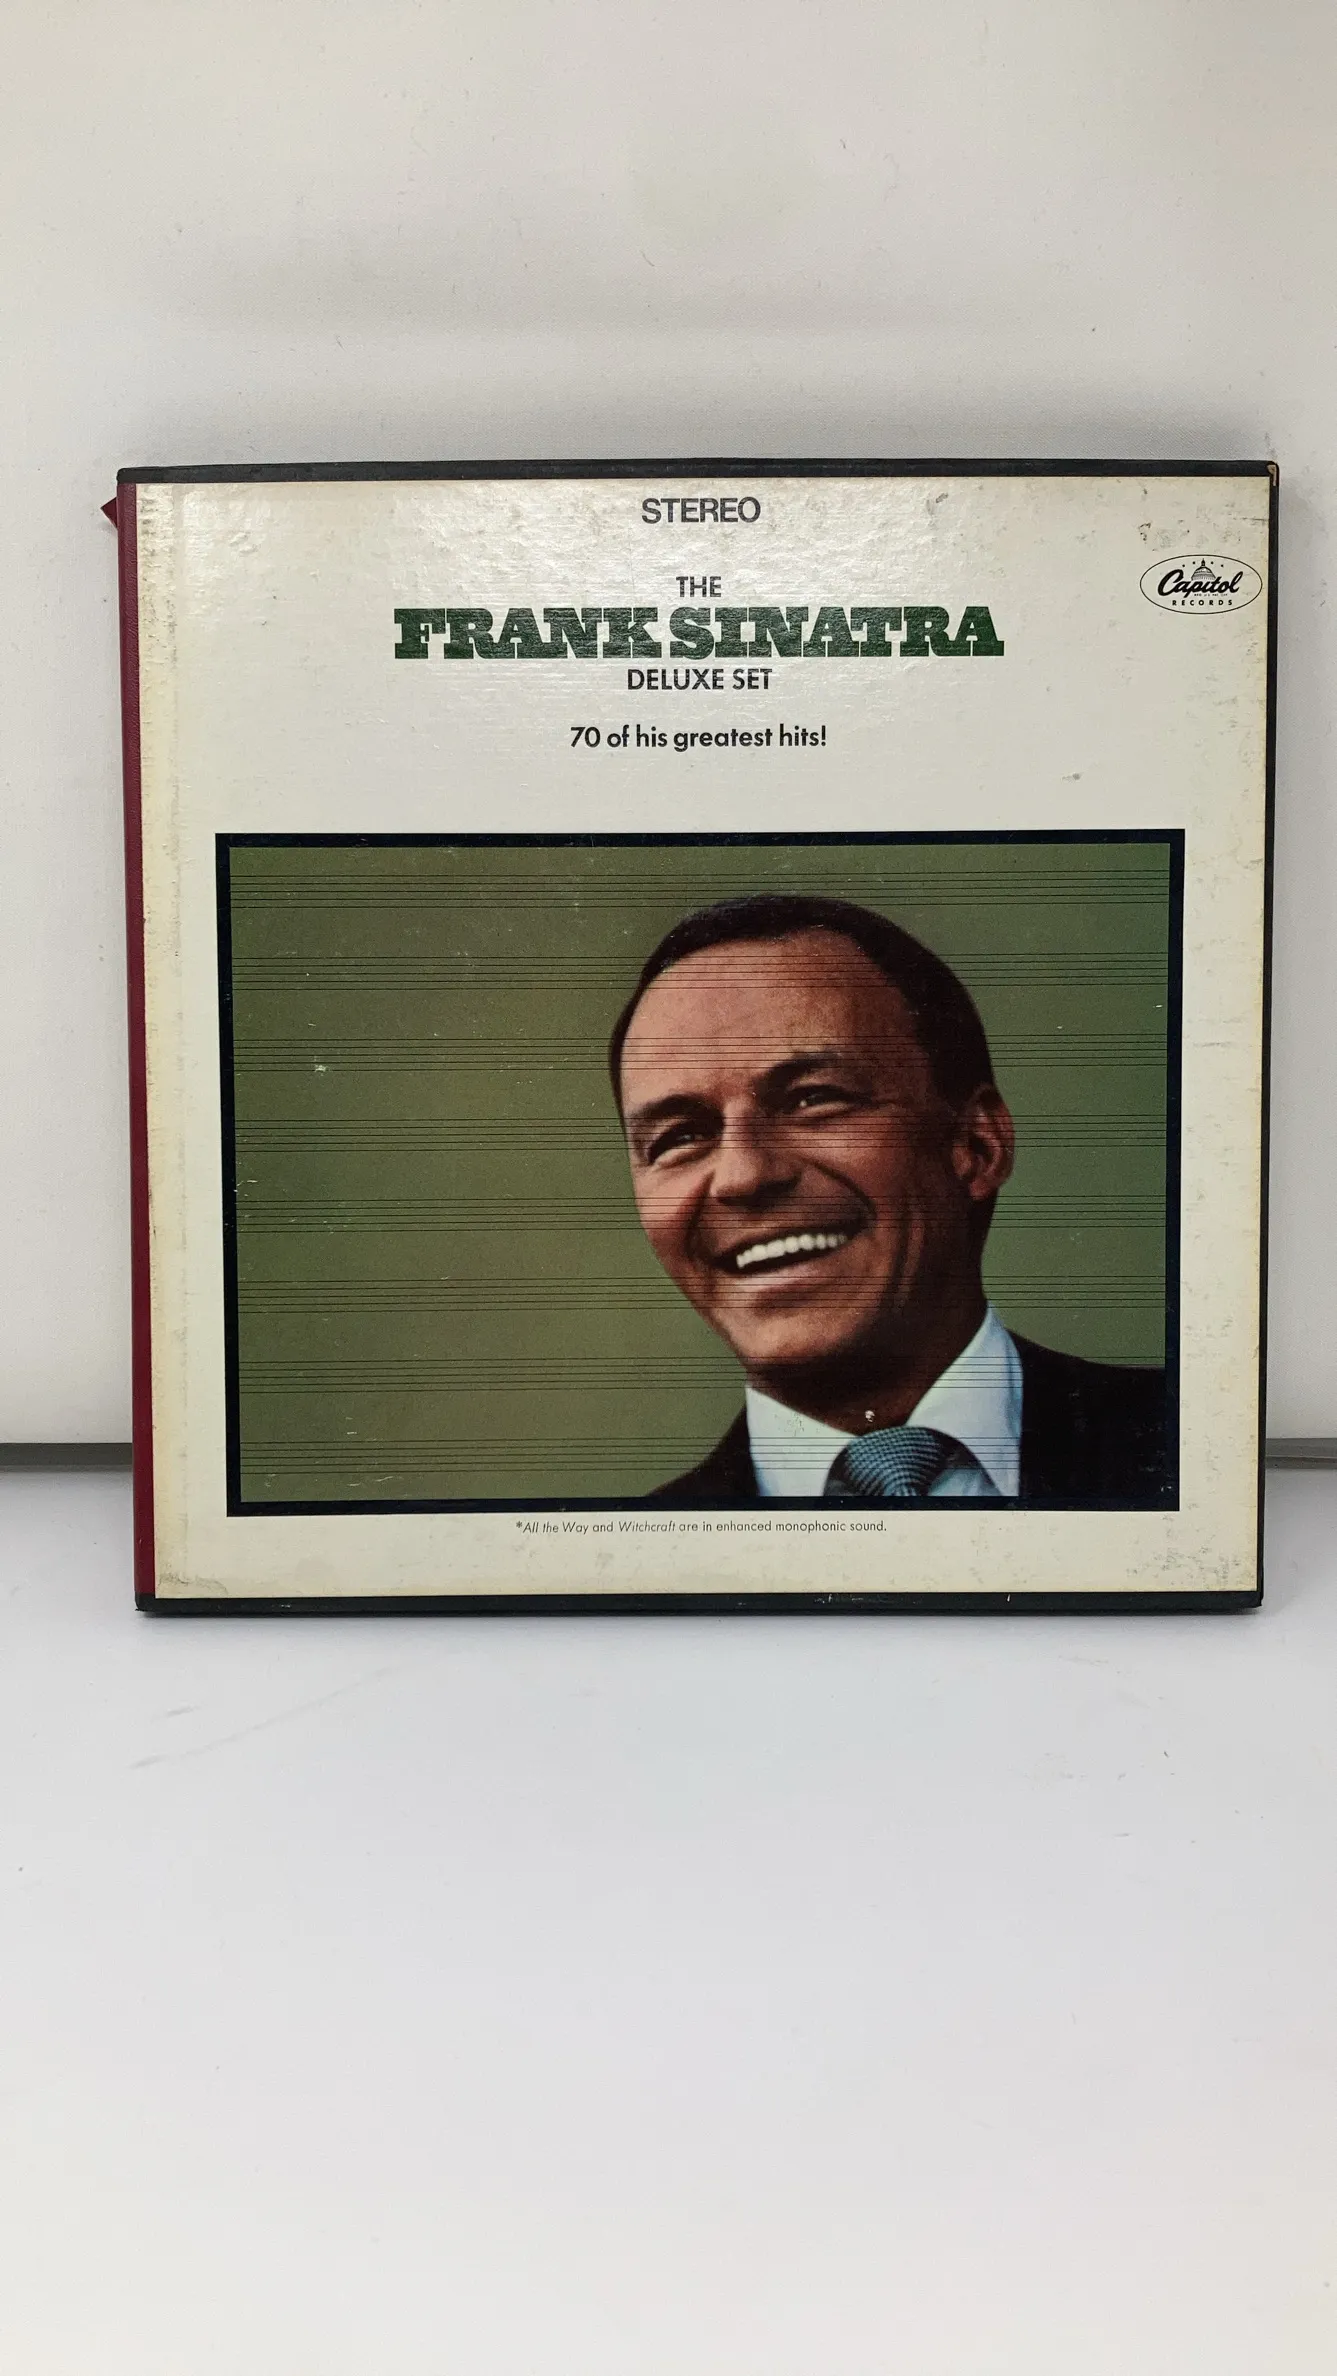 STEREO
THE
FRANK SINATRA
DELUXE SET
70 of his greatest hits!
Capitol
RECORDS
*All the Way and Witchcraft are in enhanced monophonic sound.